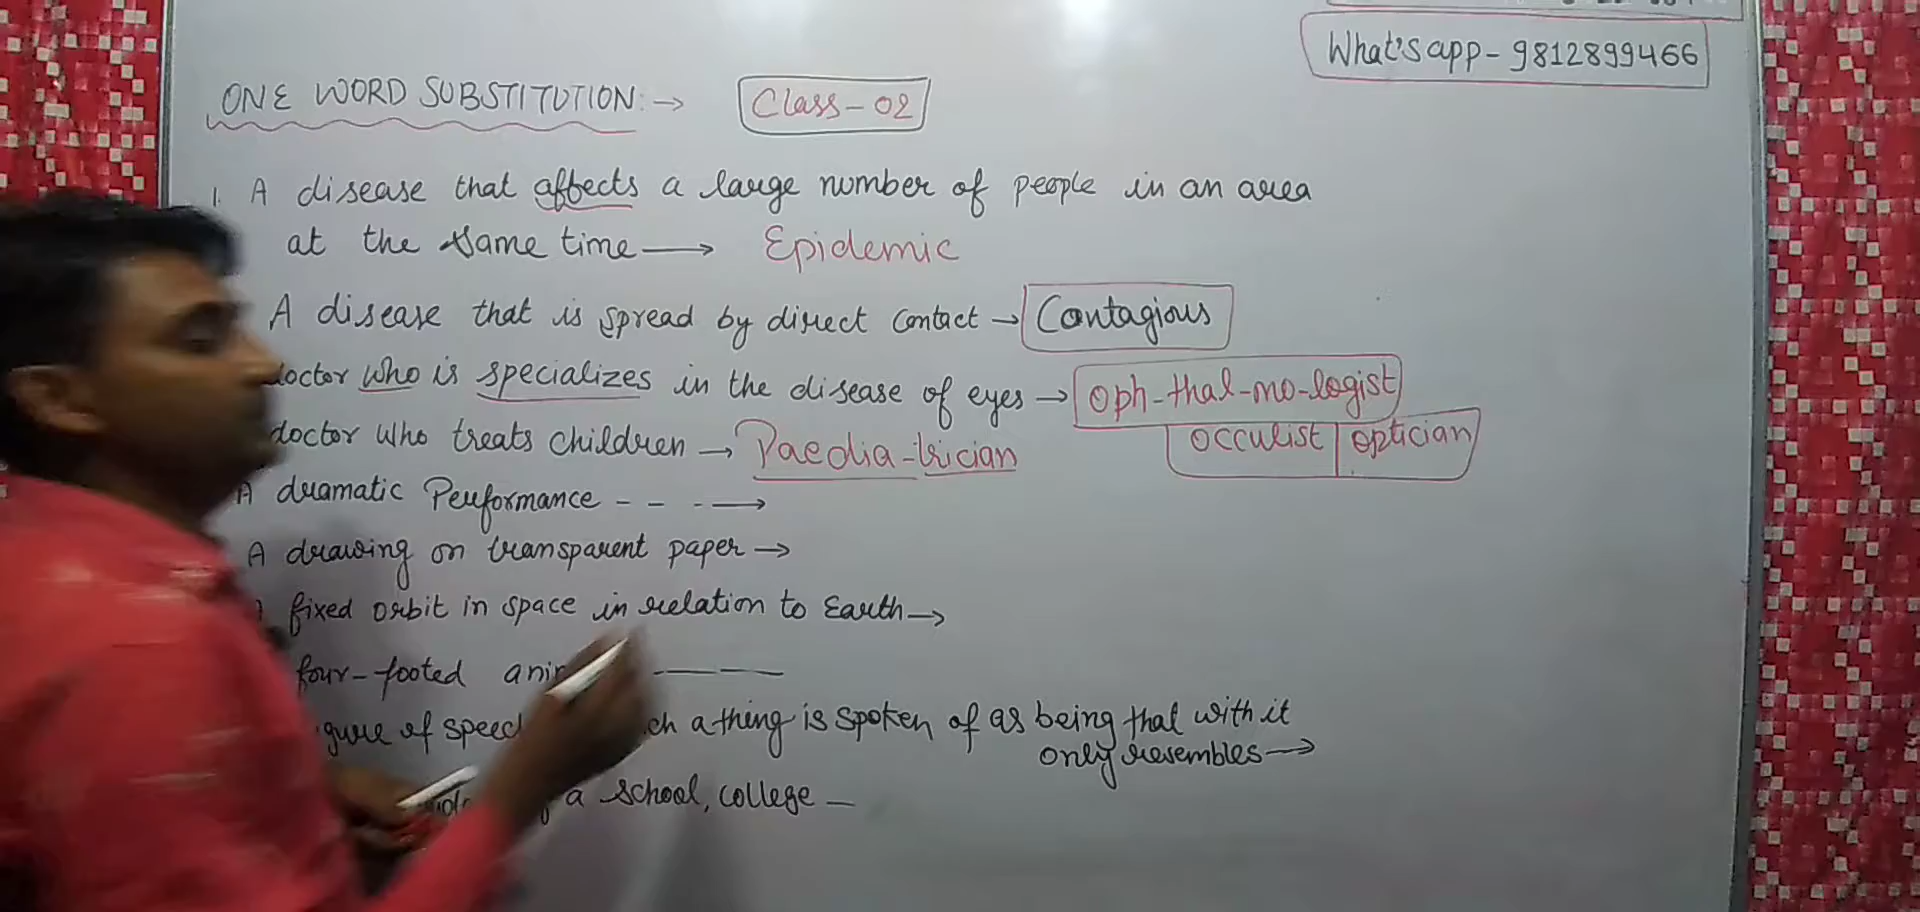 What's app - 9812899466
ONE WORD SUBSTITUTION:→ Class-02
1. A disease that affects a large number of people in an area
at the same time → Epidemic
A disease that is spread by direct contact → Contagious
doctor who is specializes in the disease of eyes → Oph-thal-mo-logist
occulist | optician
doctor who treats children → Paedia-trician
A dramatic Performance - - - →
A drawing on transparent paper →
fixed orbit in space in relation to Earth →
four-footed
of speech a thing is spoken of as being that with it
only resembles →
a school, college —